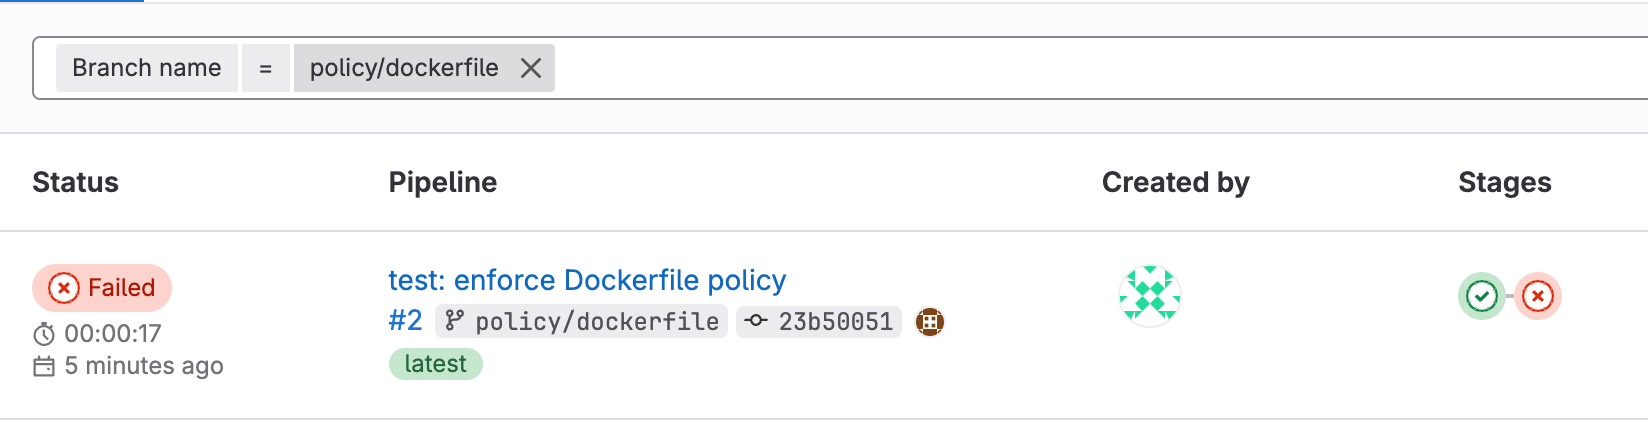 Branch name = policy/dockerfile
Status Pipeline Created by Stages
Failed
00:00:17
5 minutes ago
test: enforce Dockerfile policy
#2 policy/dockerfile 23b50051
latest